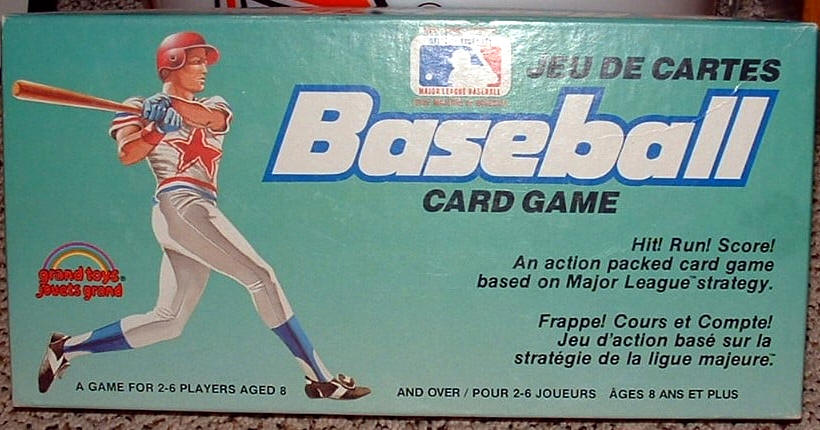 JEU DE CARTES
MAJOR LEAGUE BASEBALL
Baseball
CARD GAME
Hit! Run! Score!
An action packed card game
based on Major League™ strategy.
Frappe! Cours et Compte!
Jeu d'action basé sur la
stratégie de la ligue majeure.™
grand toys®
jouets grand
A GAME FOR 2-6 PLAYERS AGED 8 AND OVER / POUR 2-6 JOUEURS ÂGES 8 ANS ET PLUS